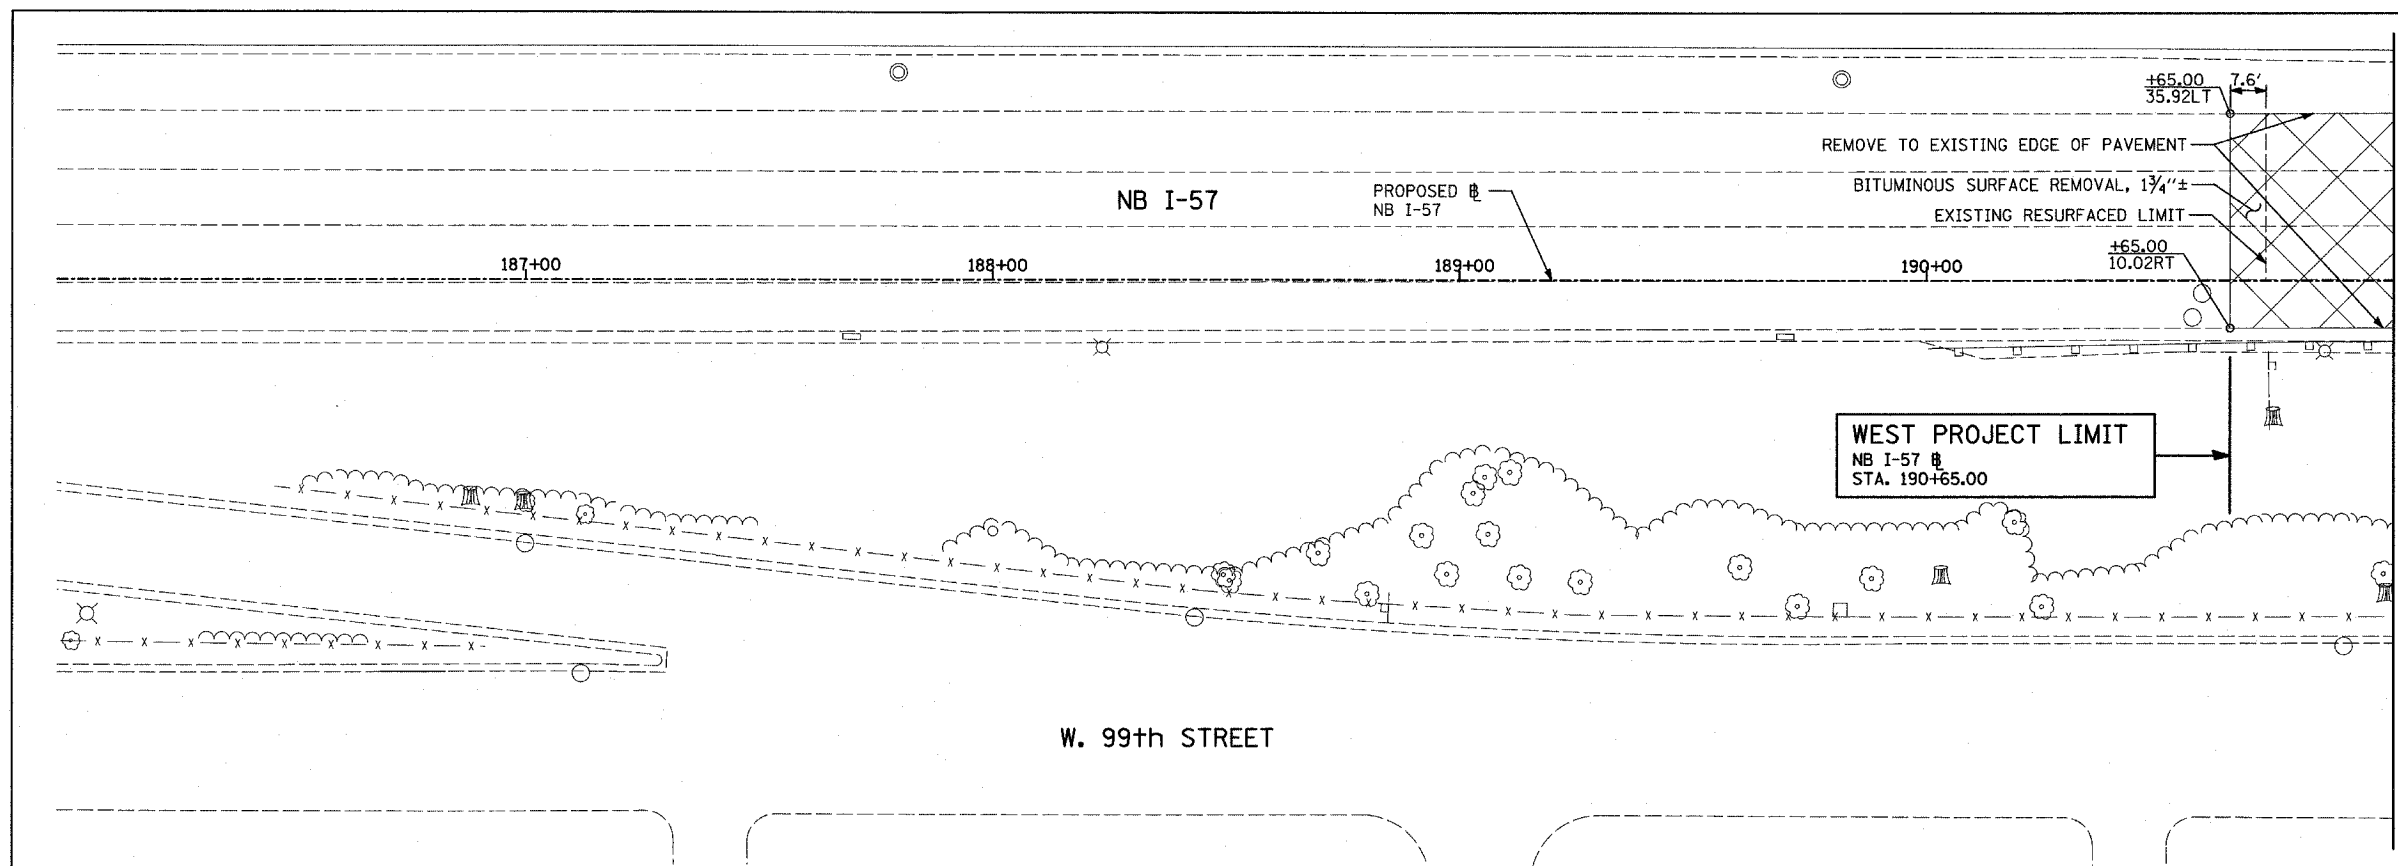 +65.00 7.6'
35.92LT
REMOVE TO EXISTING EDGE OF PAVEMENT
BITUMINOUS SURFACE REMOVAL, 1¾"±
EXISTING RESURFACED LIMIT
+65.00
10.02RT
NB I-57
PROPOSED ℄
NB I-57
187+00 188+00 189+00 190+00
WEST PROJECT LIMIT
NB I-57 ℄
STA. 190+65.00
W. 99th STREET